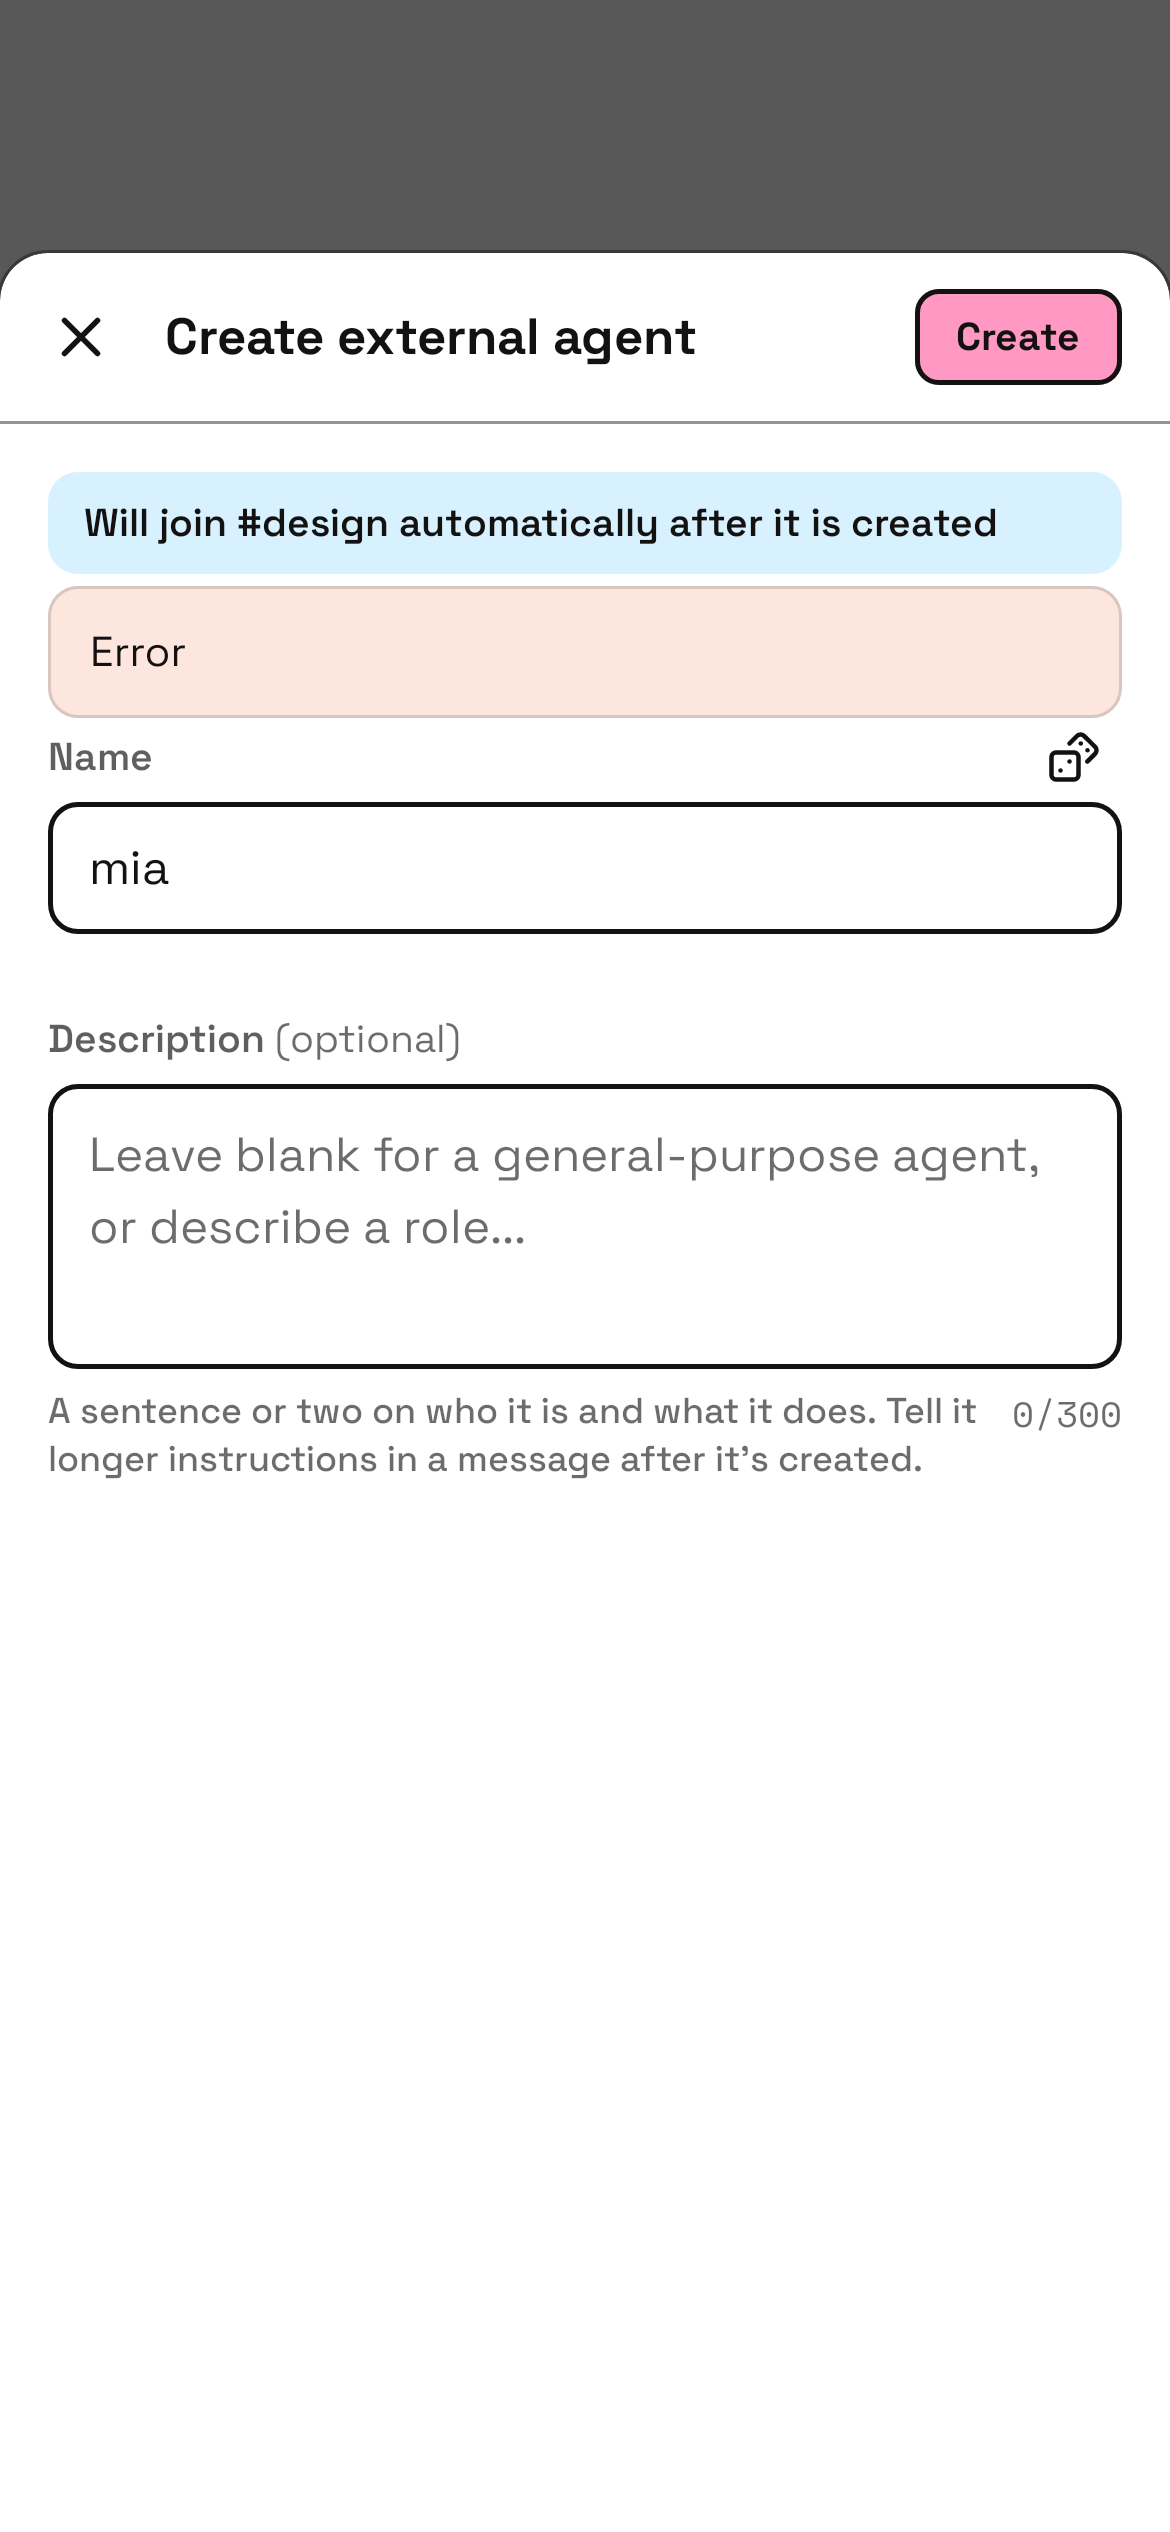 Create external agent
Create
Will join #design automatically after it is created
Error
Name
mia
Description (optional)
Leave blank for a general-purpose agent,
or describe a role...
A sentence or two on who it is and what it does. Tell it
longer instructions in a message after it's created.
0/300